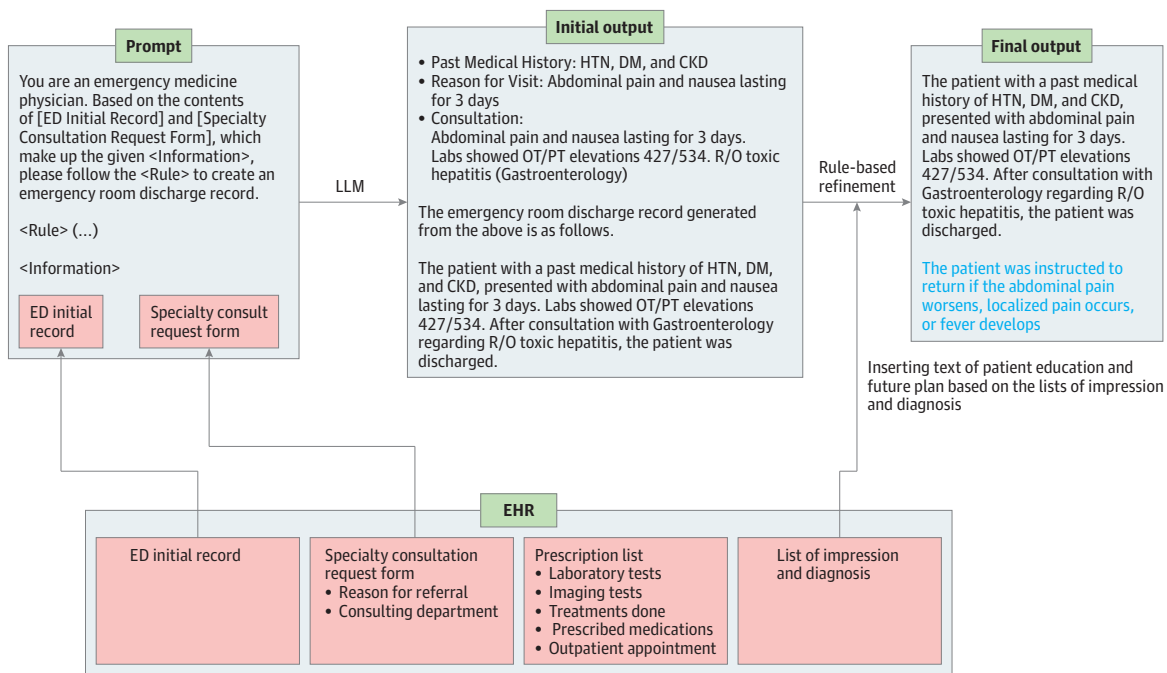 Prompt
You are an emergency medicine
physician. Based on the contents
of [ED Initial Record] and [Specialty
Consultation Request Form], which
make up the given <Information>,
please follow the <Rule> to create an
emergency room discharge record.
<Rule> (...)
<Information>
ED initial
record
Specialty consult
request form
LLM
Initial output
• Past Medical History: HTN, DM, and CKD
• Reason for Visit: Abdominal pain and nausea lasting
for 3 days
• Consultation:
Abdominal pain and nausea lasting for 3 days.
Labs showed OT/PT elevations 427/534. R/O toxic
hepatitis (Gastroenterology)
The emergency room discharge record generated
from the above is as follows.
The patient with a past medical history of HTN, DM,
and CKD, presented with abdominal pain and nausea
lasting for 3 days. Labs showed OT/PT elevations
427/534. After consultation with Gastroenterology
regarding R/O toxic hepatitis, the patient was
discharged.
Rule-based
refinement
Final output
The patient with a past medical
history of HTN, DM, and CKD,
presented with abdominal pain
and nausea lasting for 3 days.
Labs showed OT/PT elevations
427/534. After consultation with
Gastroenterology regarding R/O
toxic hepatitis, the patient was
discharged.
The patient was instructed to
return if the abdominal pain
worsens, localized pain occurs,
or fever develops
Inserting text of patient education and
future plan based on the lists of impression
and diagnosis
EHR
ED initial record
Specialty consultation
request form
• Reason for referral
• Consulting department
Prescription list
• Laboratory tests
• Imaging tests
• Treatments done
• Prescribed medications
• Outpatient appointment
List of impression
and diagnosis